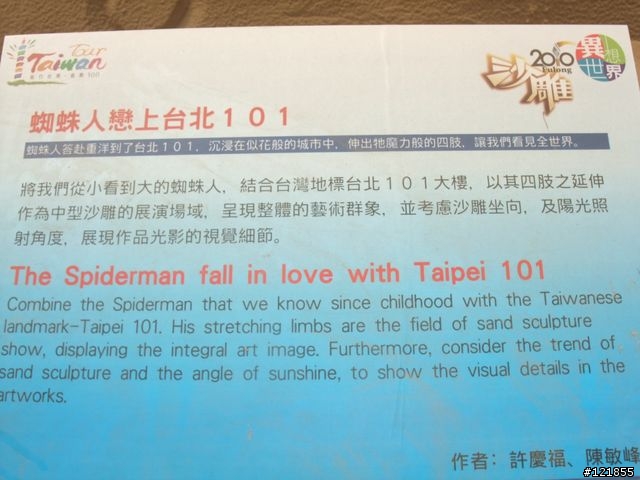 Tour
Taiwan
2010
Fulong
沙雕
異想
世界
蜘蛛人戀上台北１０１
蜘蛛人答赴重洋到了台北１０１，沉浸在似花般的城市中，伸出牠魔力般的四肢，讓我們看見全世界。
將我們從小看到大的蜘蛛人，結合台灣地標台北１０１大樓，以其四肢之延伸
作為中型沙雕的展演場域，呈現整體的藝術群象，並考慮沙雕坐向，及陽光照
射角度，展現作品光影的視覺細節。
The Spiderman fall in love with Taipei 101
Combine the Spiderman that we know since childhood with the Taiwanese
landmark-Taipei 101. His stretching limbs are the field of sand sculpture
show, displaying the integral art image. Furthermore, consider the trend of
sand sculpture and the angle of sunshine, to show the visual details in the
artworks.
作者：許慶福、陳敏峰
#121855